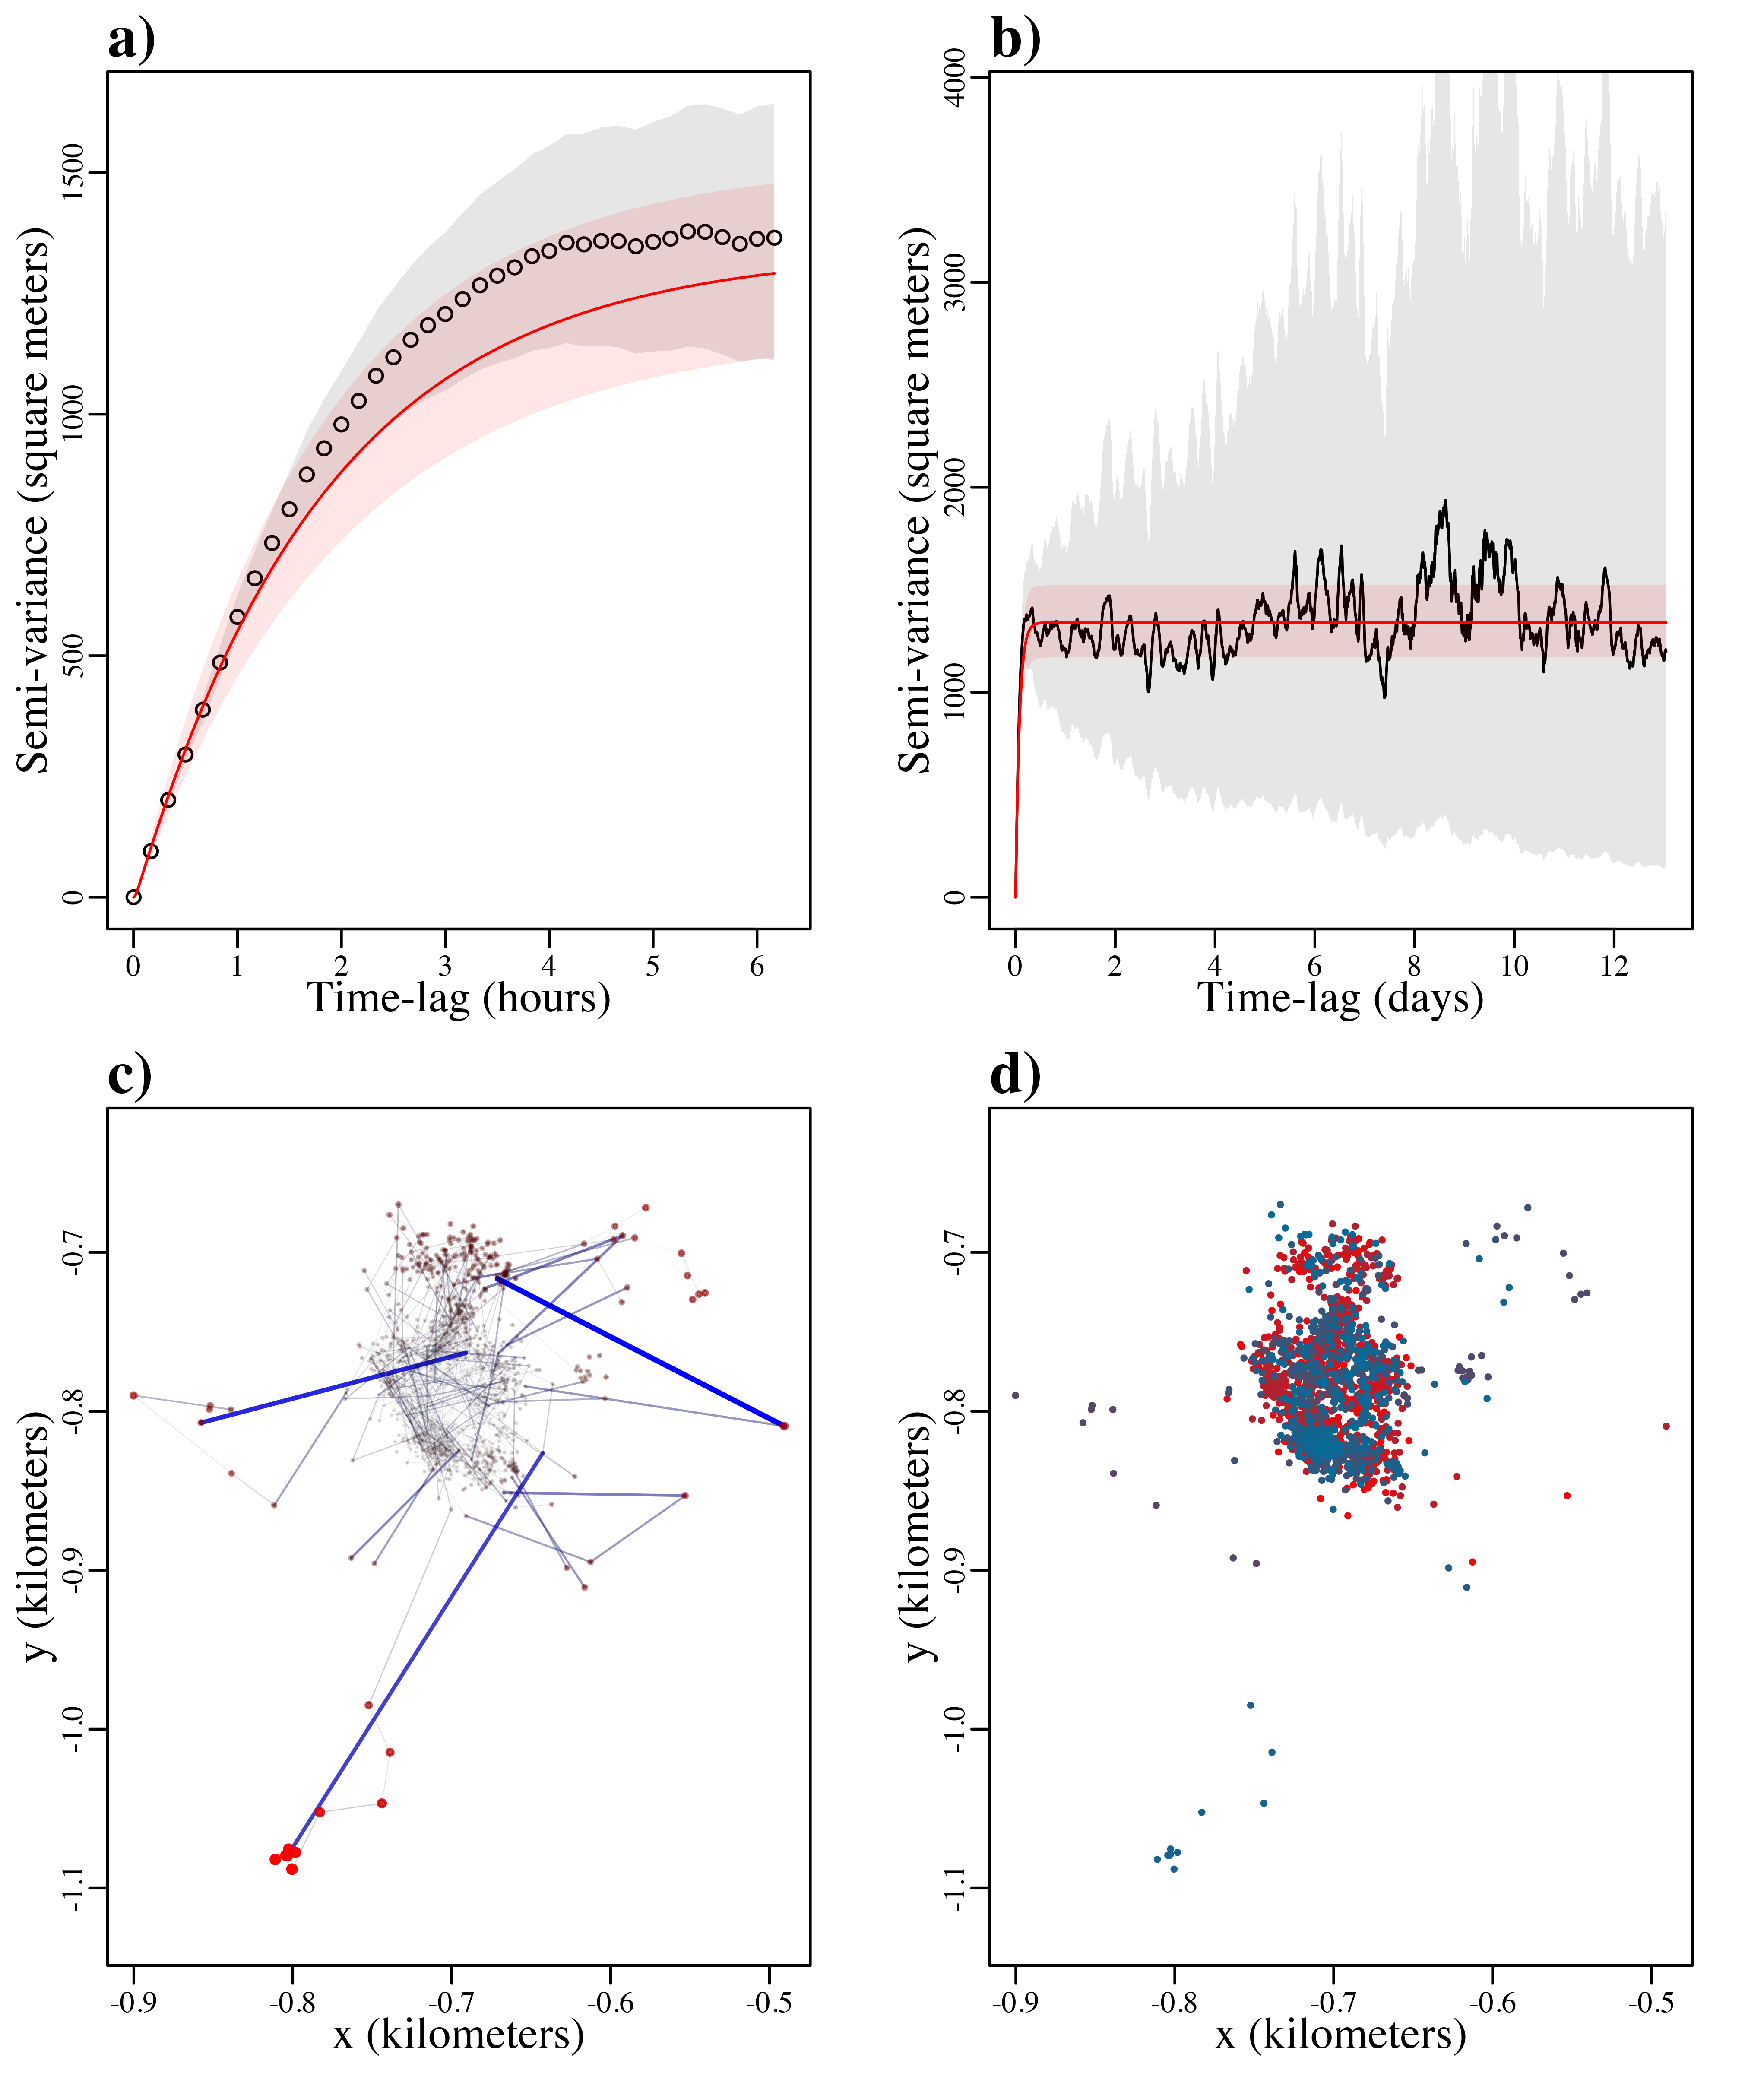 a)
Semi-variance (square meters)
1500
1000
500
0
0 1 2 3 4 5 6
Time-lag (hours)
b)
Semi-variance (square meters)
4000
3000
2000
1000
0
0 2 4 6 8 10 12
Time-lag (days)
c)
y (kilometers)
-0.7
-0.8
-0.9
-1.0
-1.1
-0.9 -0.8 -0.7 -0.6 -0.5
x (kilometers)
d)
y (kilometers)
-0.7
-0.8
-0.9
-1.0
-1.1
-0.9 -0.8 -0.7 -0.6 -0.5
x (kilometers)